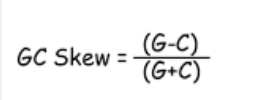 GC Skew = (G-C)
(G+C)